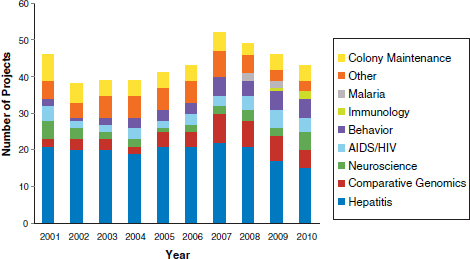 60
50
40
30
20
10
0
Number of Projects
2001 2002 2003 2004 2005 2006 2007 2008 2009 2010
Year
Colony Maintenance
Other
Malaria
Immunology
Behavior
AIDS/HIV
Neuroscience
Comparative Genomics
Hepatitis